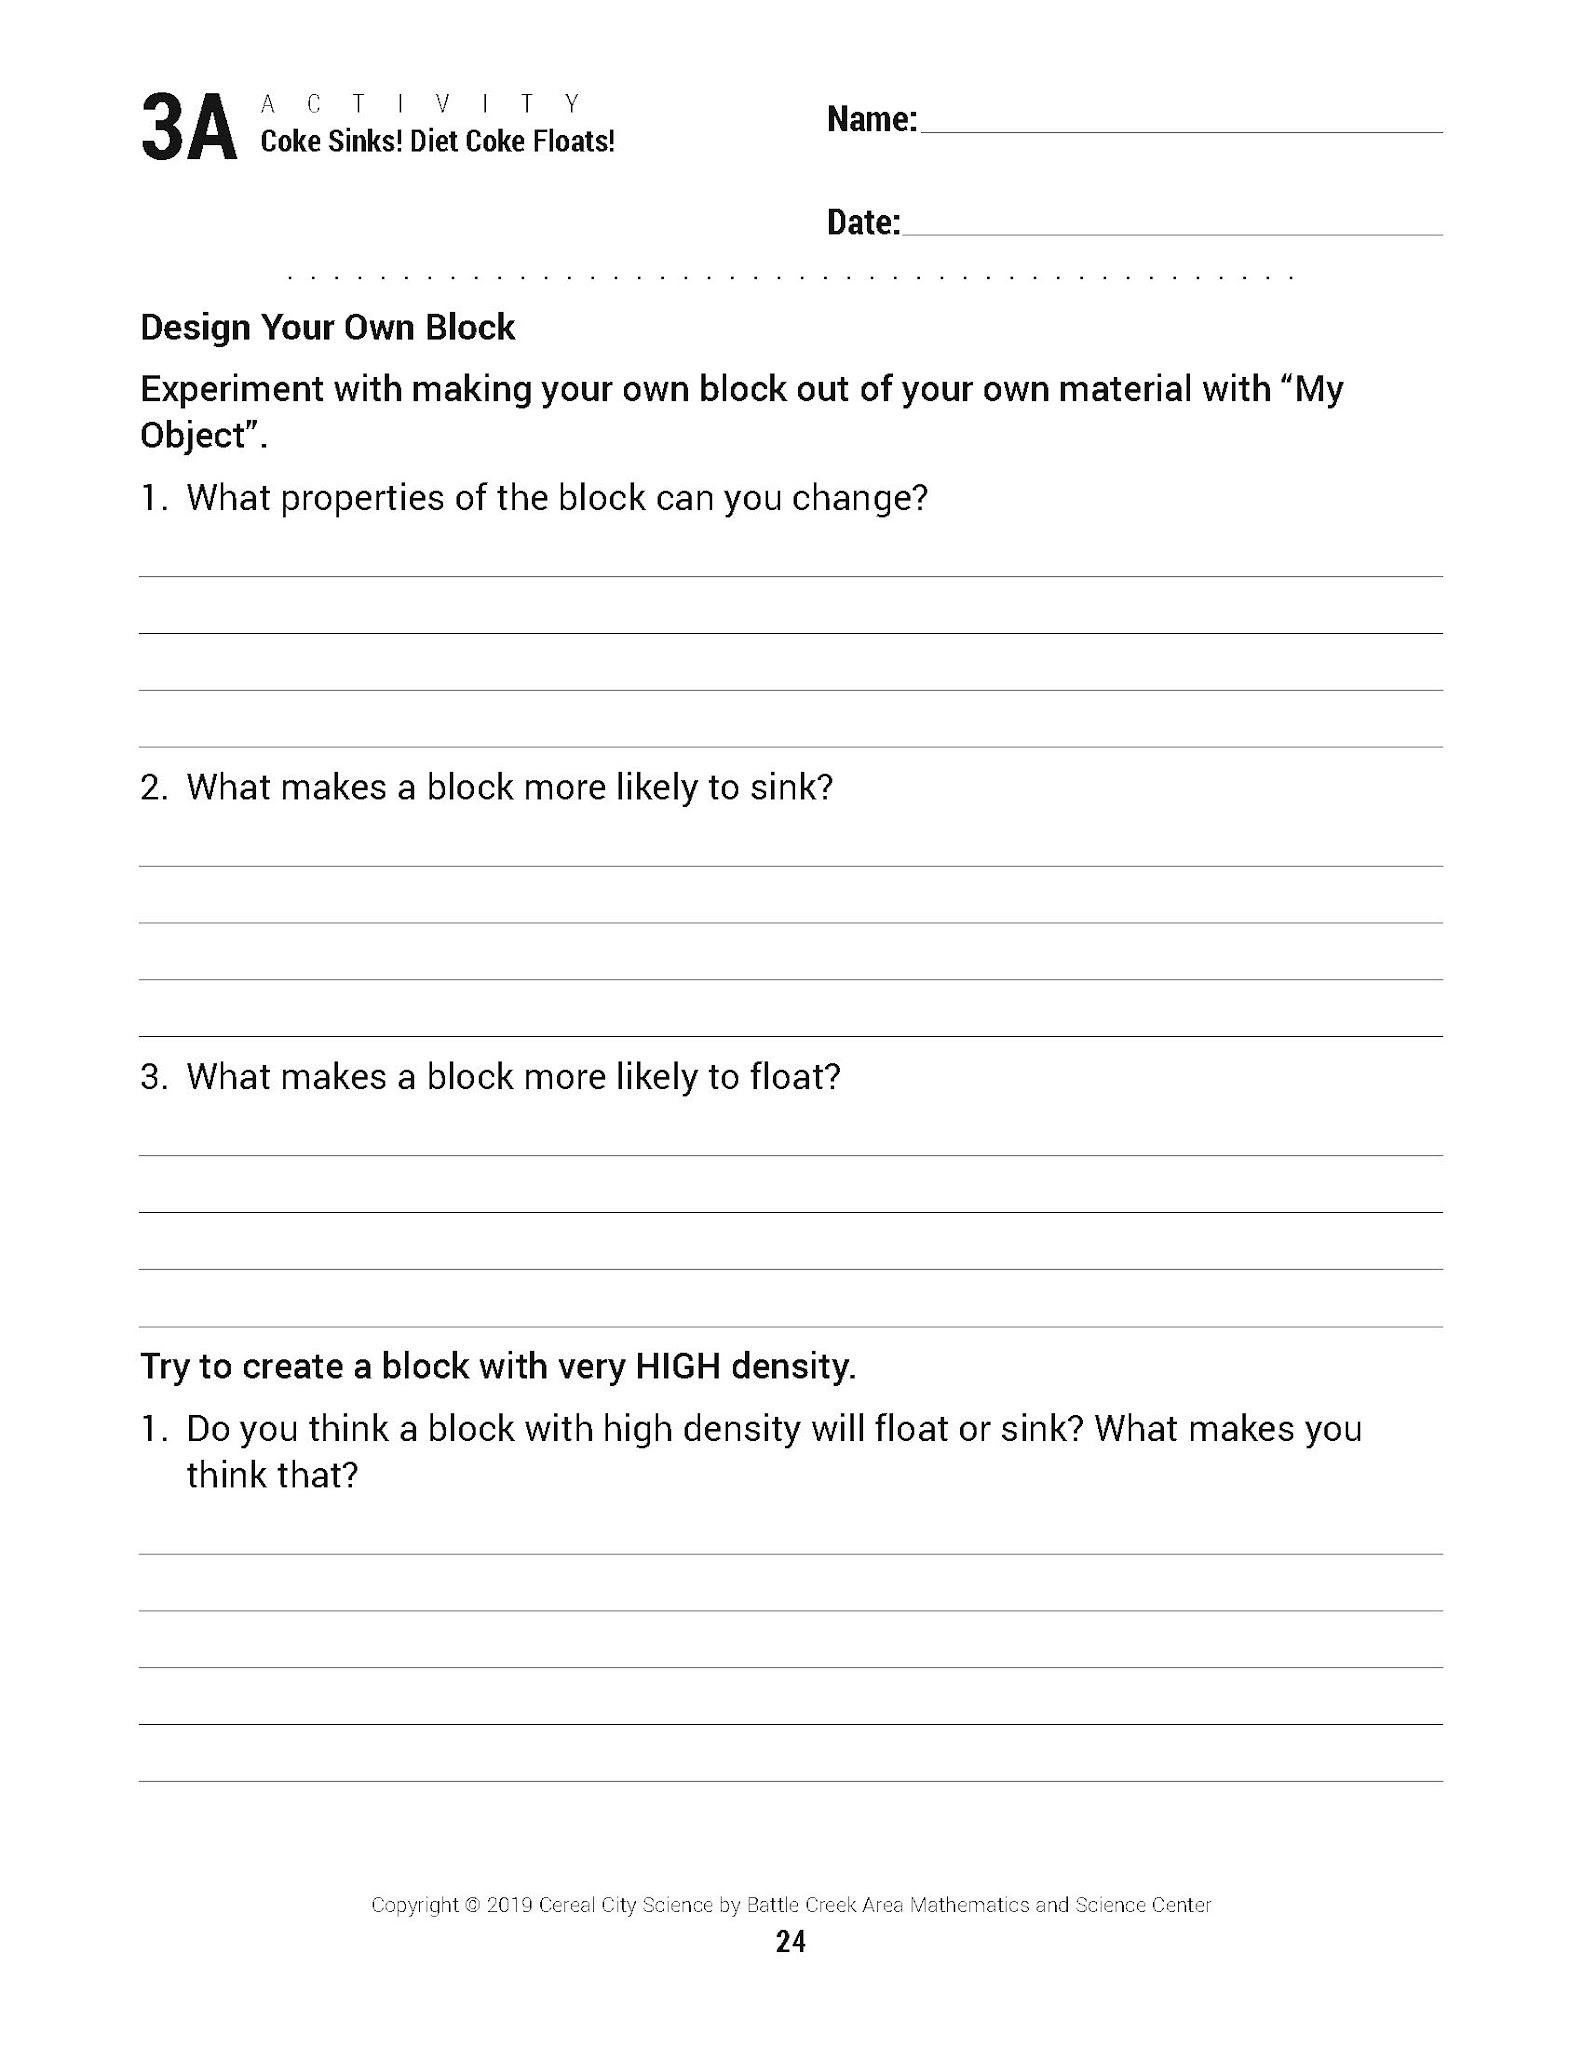 3A
A C T I V I T Y
Coke Sinks! Diet Coke Floats!
Name:
Date:
Design Your Own Block
Experiment with making your own block out of your own material with “My
Object”.
1. What properties of the block can you change?
2. What makes a block more likely to sink?
3. What makes a block more likely to float?
Try to create a block with very HIGH density.
1. Do you think a block with high density will float or sink? What makes you
think that?
Copyright © 2019 Cereal City Science by Battle Creek Area Mathematics and Science Center
24